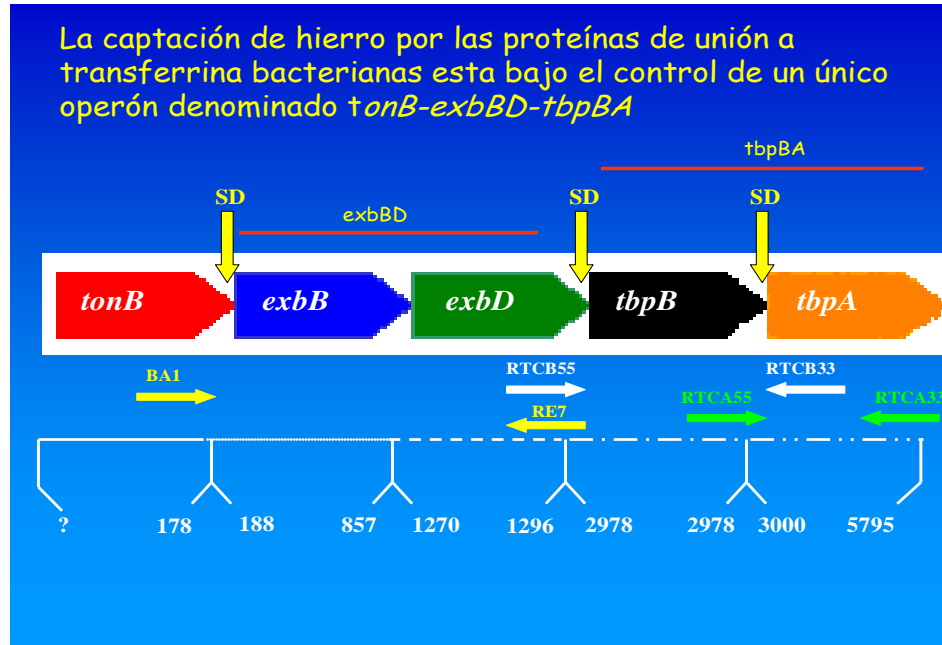 La captación de hierro por las proteínas de unión a
transferrina bacterianas esta bajo el control de un único
operón denominado tonB-exbBD-tbpBA
tbpBA
SD SD SD
exbBD
tonB exbB exbD tbpB tbpA
BA1 RTCB55 RTCB33
RE7 RTCA55 RTCA33
? 178 188 857 1270 1296 2978 2978 3000 5795